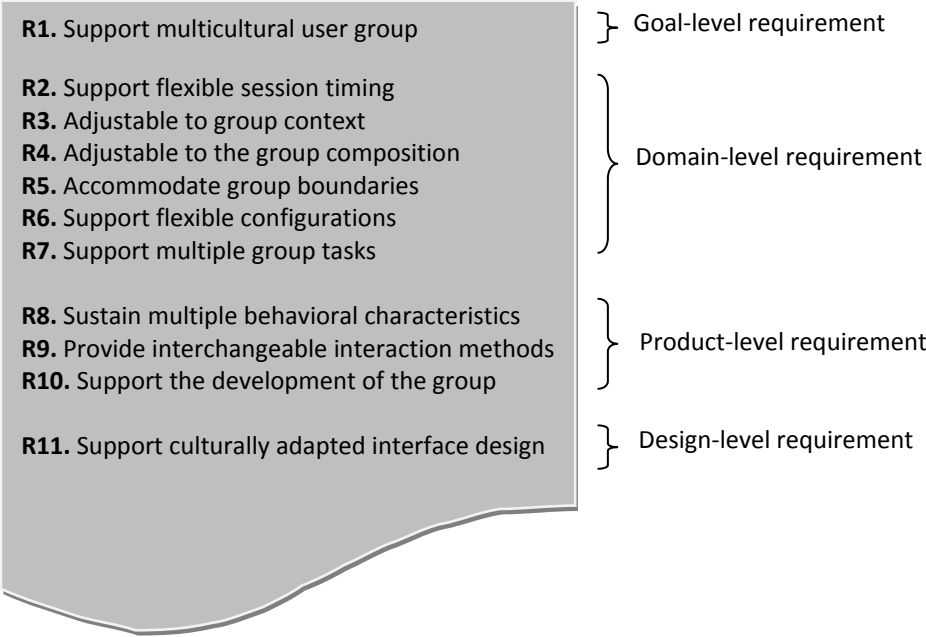 R1. Support multicultural user group
Goal-level requirement
R2. Support flexible session timing
R3. Adjustable to group context
R4. Adjustable to the group composition
R5. Accommodate group boundaries
R6. Support flexible configurations
R7. Support multiple group tasks
Domain-level requirement
R8. Sustain multiple behavioral characteristics
R9. Provide interchangeable interaction methods
R10. Support the development of the group
Product-level requirement
R11. Support culturally adapted interface design
Design-level requirement